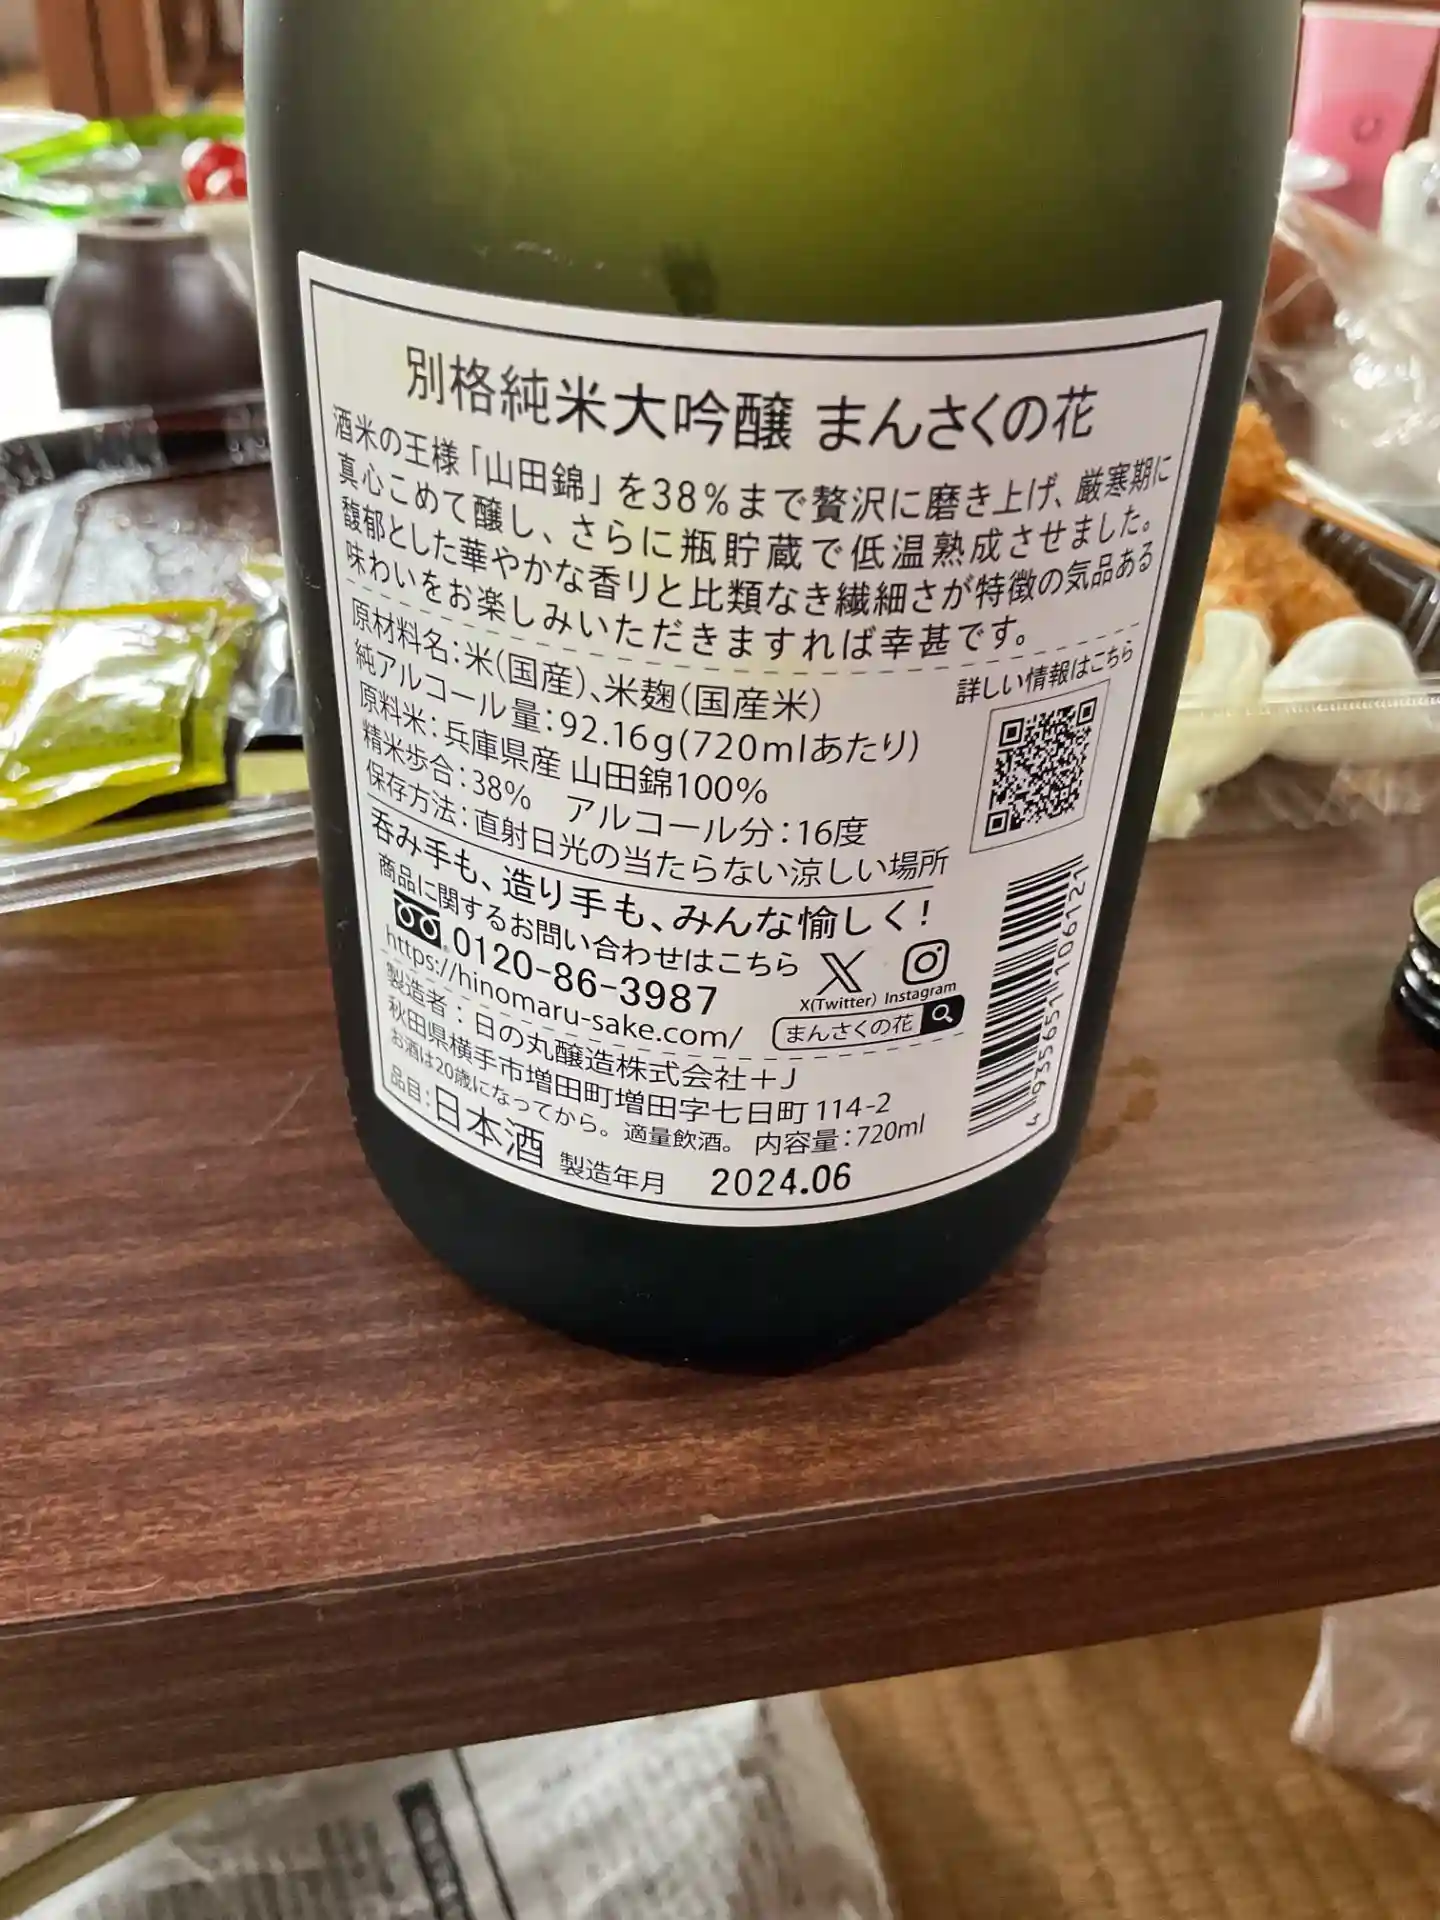 別格純米大吟醸 まんさくの花
酒米の王様「山田錦」を38%まで贅沢に磨き上げ、厳寒期に
真心こめて醸し、さらに瓶貯蔵で低温熟成させました。
馥郁とした華やかな香りと比類なき繊細さが特徴の気品ある
味わいをお楽しみいただきますれば幸甚です。
原材料名:米(国産)、米麹(国産米)
純アルコール量:92.16g(720mlあたり)
原料米:兵庫県産 山田錦100%
精米歩合:38% アルコール分:16度
保存方法:直射日光の当たらない涼しい場所
詳しい情報はこちら
呑み手も、造り手も、みんな愉しく!
商品に関するお問い合わせはこちら
0120-86-3987
https://hinomaru-sake.com/
X(Twitter) Instagram
まんさくの花
製造者:日の丸醸造株式会社+J
秋田県横手市増田町増田字七日町114-2
お酒は20歳になってから。適量飲酒。 内容量:720ml
品目:日本酒 製造年月 2024.06
4935651106121